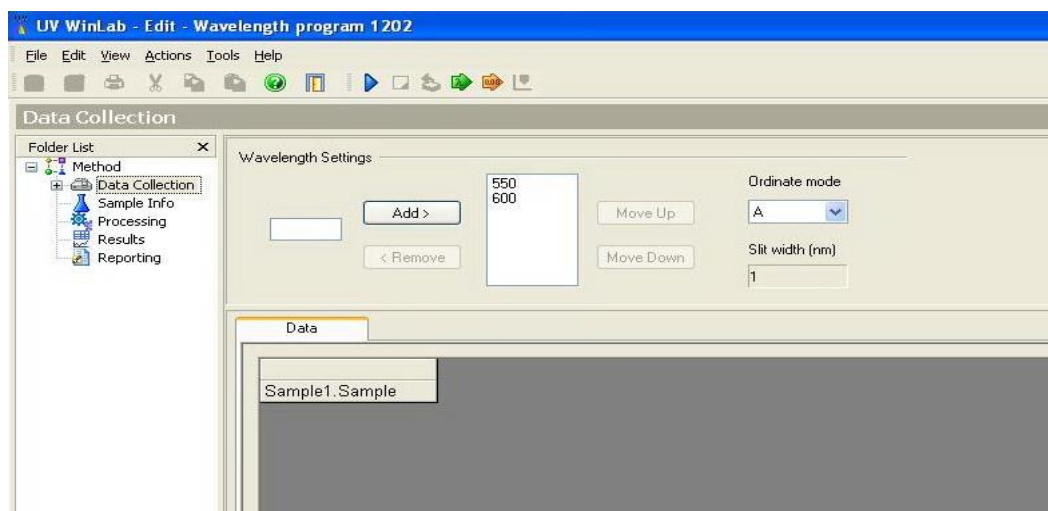 UV WinLab - Edit - Wavelength program 1202
File Edit View Actions Tools Help
Data Collection
Folder List
Method
Data Collection
Sample Info
Processing
Results
Reporting
Wavelength Settings
Add >
< Remove
550
600
Move Up
Move Down
Ordinate mode
A
Slit width (nm)
1
Data
Sample1.Sample